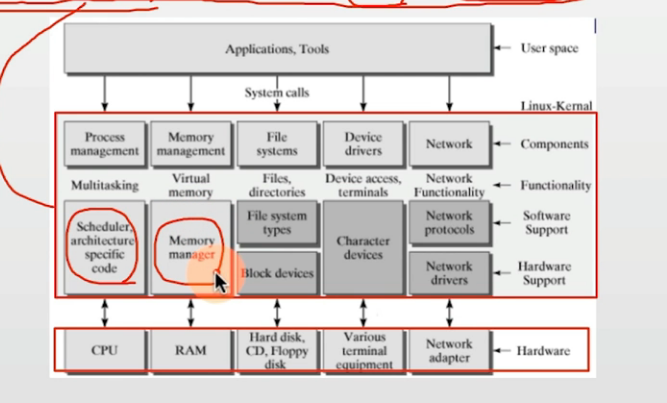 Applications, Tools
User space
System calls
Linux-Kernal
Process management
Memory management
File systems
Device drivers
Network
Components
Multitasking
Virtual memory
Files, directories
Device access, terminals
Network Functionality
Functionality
Scheduler, architecture specific code
Memory manager
File system types
Block devices
Character devices
Network protocols
Network drivers
Software Support
Hardware Support
CPU
RAM
Hard disk, CD, Floppy disk
Various terminal equipment
Network adapter
Hardware